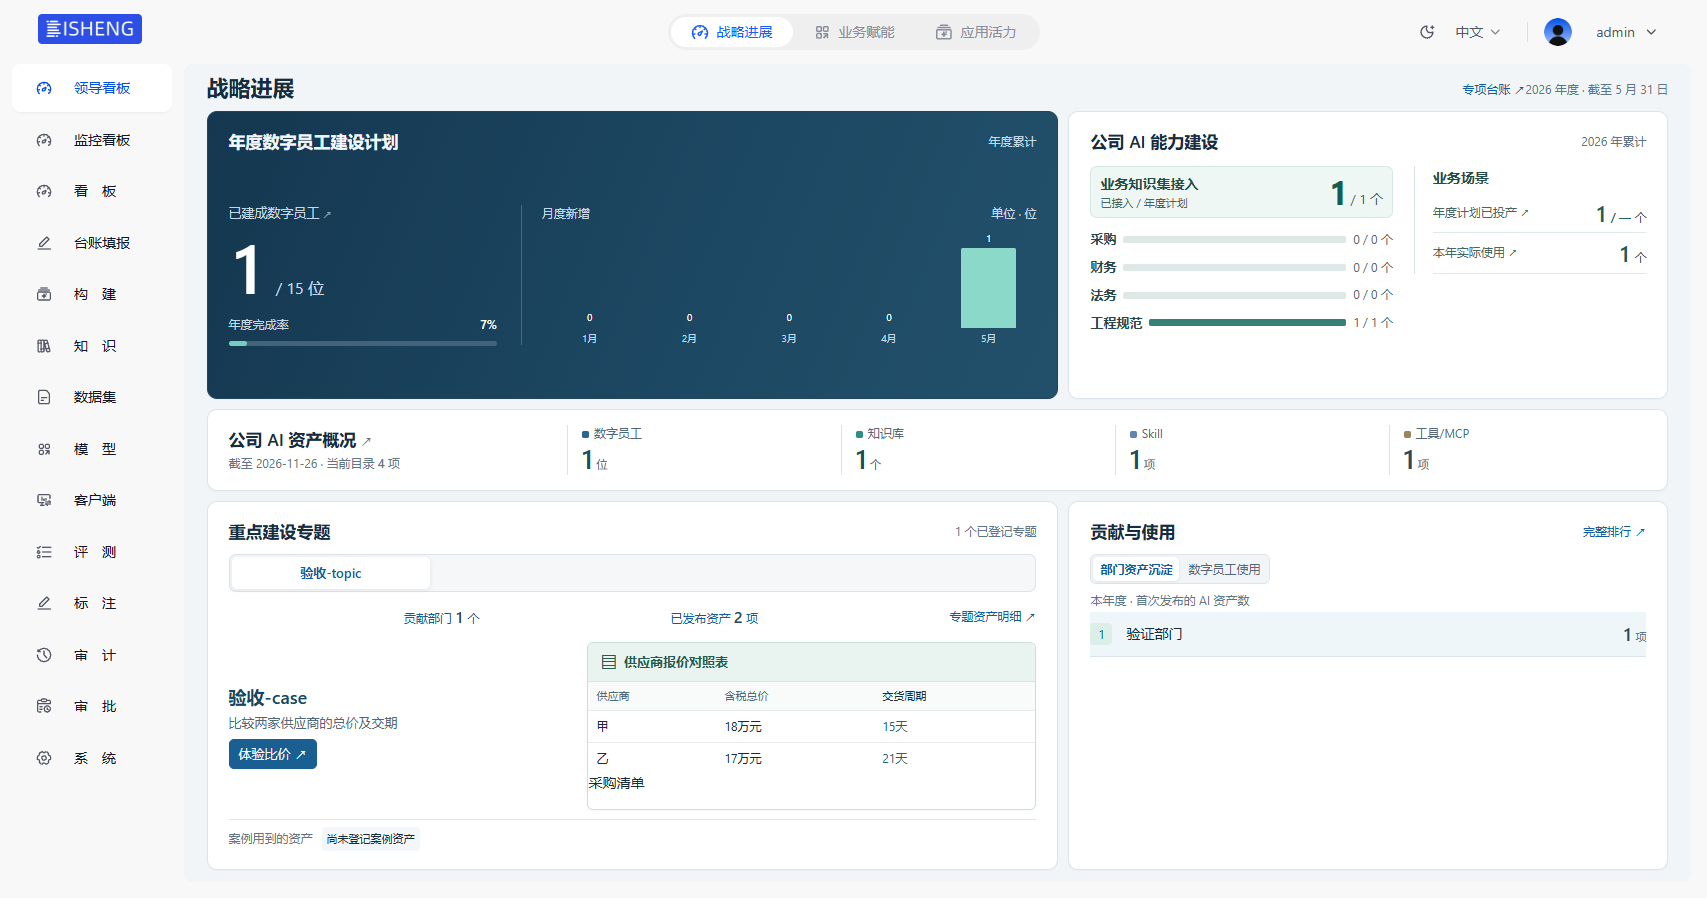 ISHENG
战略进展
业务赋能
应用活力
中文
admin
领导看板
监控看板
看 板
台账填报
构 建
知 识
数据集
模 型
客户端
评 测
标 注
审 计
审 批
系 统
战略进展
专项台账 ↗ 2026 年度 · 截至 5 月 31 日
年度数字员工建设计划
年度累计
已建成数字员工 ↗
1 / 15 位
年度完成率 7%
月度新增
单位 · 位
0 0 0 0 1
1月 2月 3月 4月 5月
公司 AI 能力建设
2026 年累计
业务知识集接入
已接入 / 年度计划
1 / 1 个
采购 0 / 0 个
财务 0 / 0 个
法务 0 / 0 个
工程规范 1 / 1 个
业务场景
年度计划已投产 ↗ 1 / — 个
本年实际使用 ↗ 1 个
公司 AI 资产概况 ↗
截至 2026-11-26 · 当前目录 4 项
数字员工
1 位
知识库
1 个
Skill
1 项
工具/MCP
1 项
重点建设专题
1 个已登记专题
验收-topic
贡献部门 1 个
已发布资产 2 项
专题资产明细 ↗
验收-case
比较两家供应商的总价及交期
体验比价 ↗
供应商报价对照表
供应商 含税总价 交货周期
甲 18万元 15天
乙 17万元 21天
采购清单
案例用到的资产 尚未登记案例资产
贡献与使用
完整排行 ↗
部门资产沉淀 数字员工使用
本年度 · 首次发布的 AI 资产数
1 验证部门 1 项